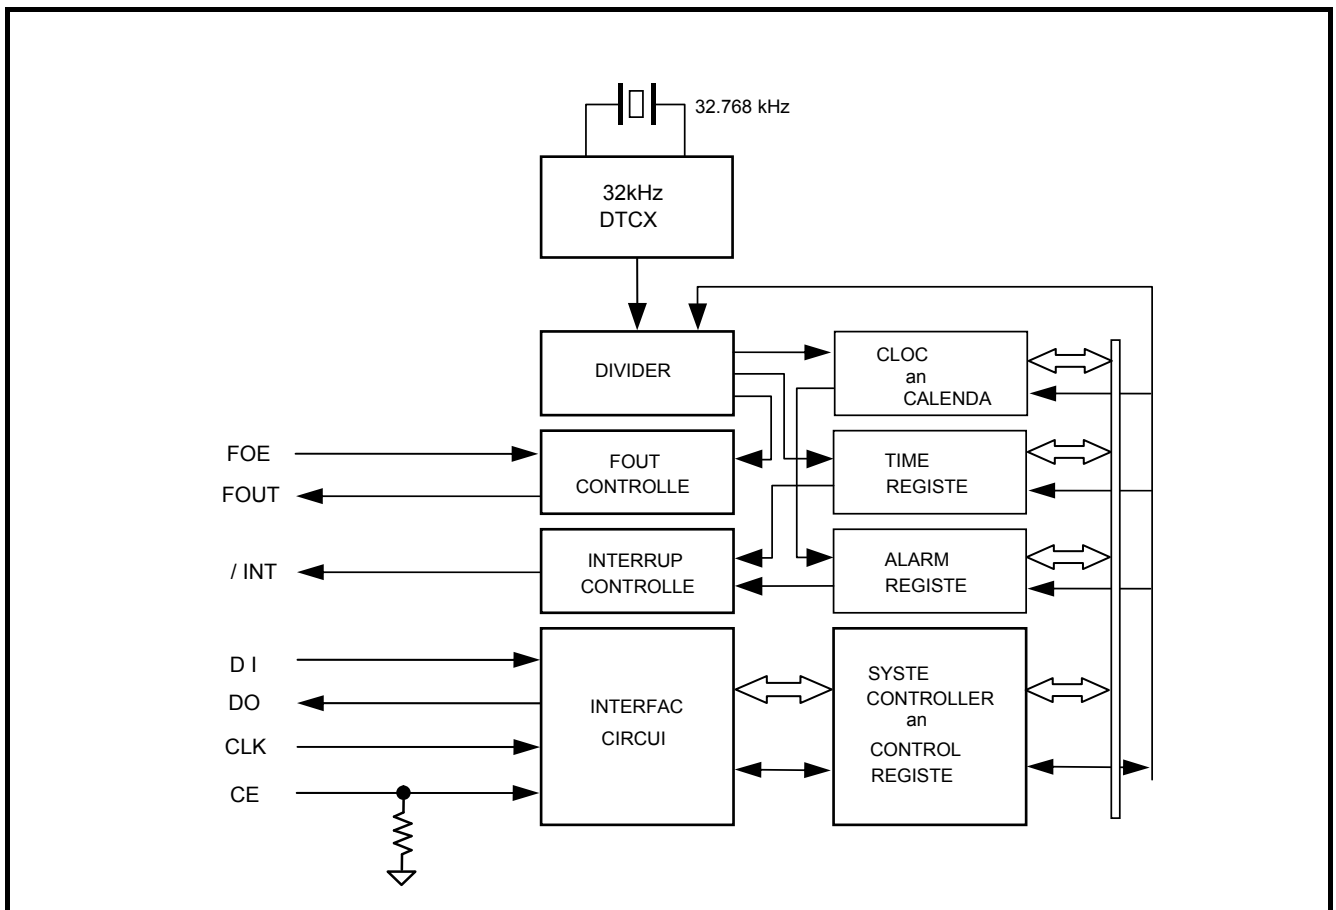 32.768 kHz
32kHz
DTCX
DIVIDER
CLOC
an
CALENDA
FOE
FOUT
FOUT
CONTROLLE
TIME
REGISTE
/ INT
INTERRUP
CONTROLLE
ALARM
REGISTE
D I
DO
CLK
CE
INTERFAC
CIRCUI
SYSTE
CONTROLLER
an
CONTROL
REGISTE